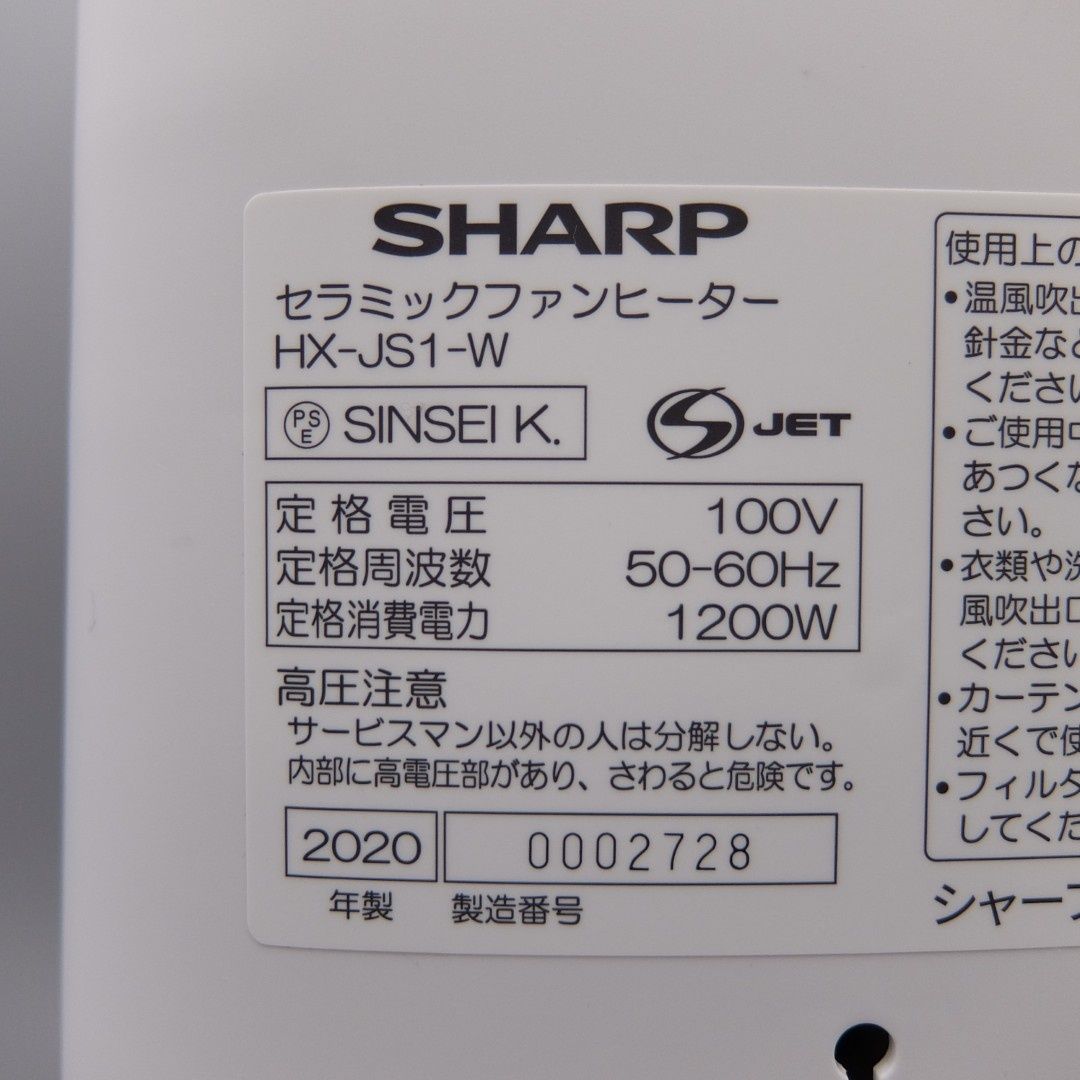 SHARP
セラミックファンヒーター
HX-JS1-W
PSE SINSEI K.
S JET
定格電圧 100V
定格周波数 50-60Hz
定格消費電力 1200W
高圧注意
サービスマン以外の人は分解しない。
内部に高電圧部があり、さわると危険です。
2020 0002728
年製 製造番号
使用上の
•温風吹出
針金など
ください
•ご使用中
あつくな
さい。
•衣類や洗
風吹出口
ください
•カーテン
近くで使
•フィルタ
してくだ
シャープ